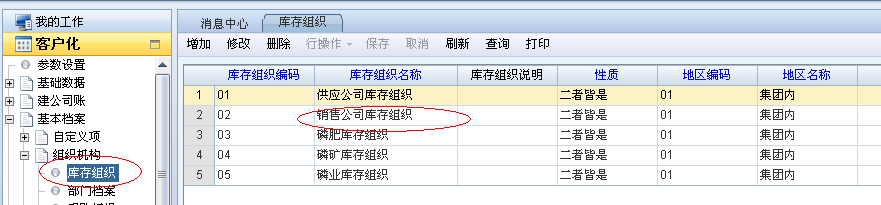 我的工作
客户化
参数设置
基础数据
建公司账
基本档案
自定义项
组织机构
库存组织
部门档案
消息中心 库存组织
增加 修改 删除 行操作 保存 取消 刷新 查询 打印
库存组织编码 库存组织名称 库存组织说明 性质 地区编码 地区名称
1 01 供应公司库存组织 二者皆是 01 集团内
2 02 销售公司库存组织 二者皆是 01 集团内
3 03 磷肥库存组织 二者皆是 01 集团内
4 04 磷矿库存组织 二者皆是 01 集团内
5 05 磷业库存组织 二者皆是 01 集团内